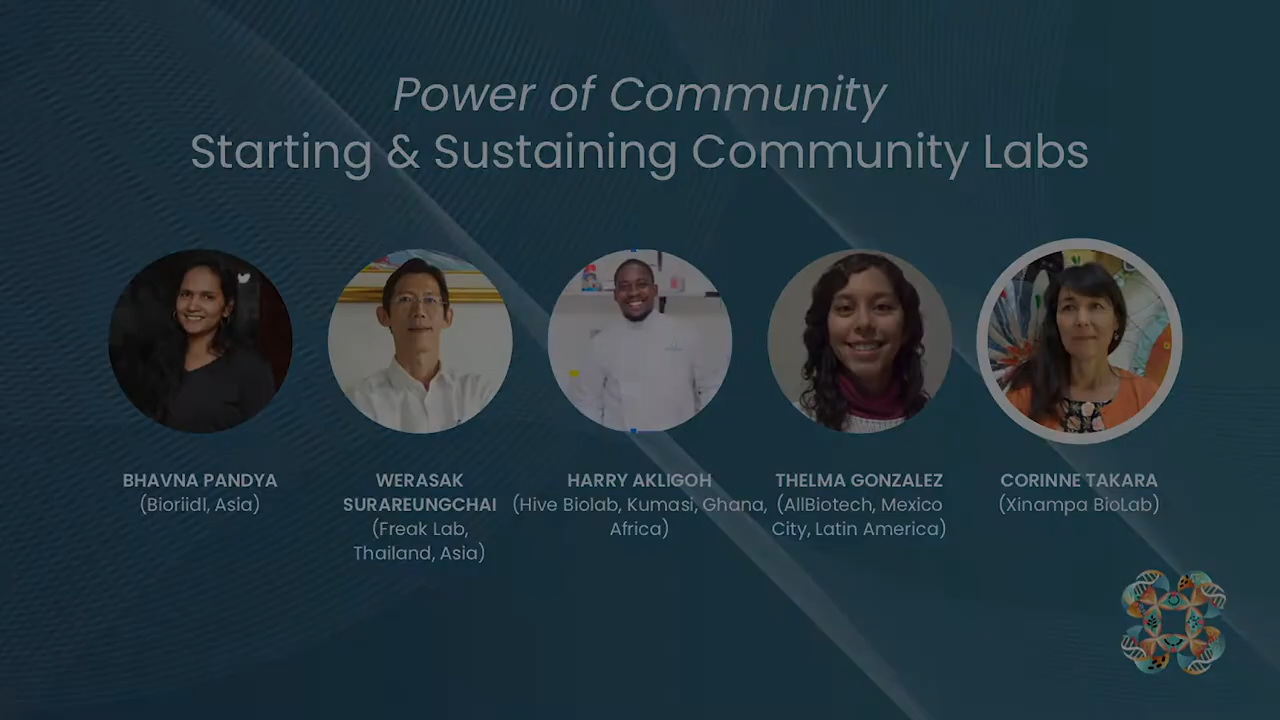 Power of Community
Starting & Sustaining Community Labs
BHAVNA PANDYA
(Bioriidl, Asia)
WERASAK
SURAREUNGCHAI
(Freak Lab,
Thailand, Asia)
HARRY AKLIGOH
(Hive Biolab, Kumasi, Ghana,
Africa)
THELMA GONZALEZ
(AllBiotech, Mexico
City, Latin America)
CORINNE TAKARA
(Xinampa BioLab)